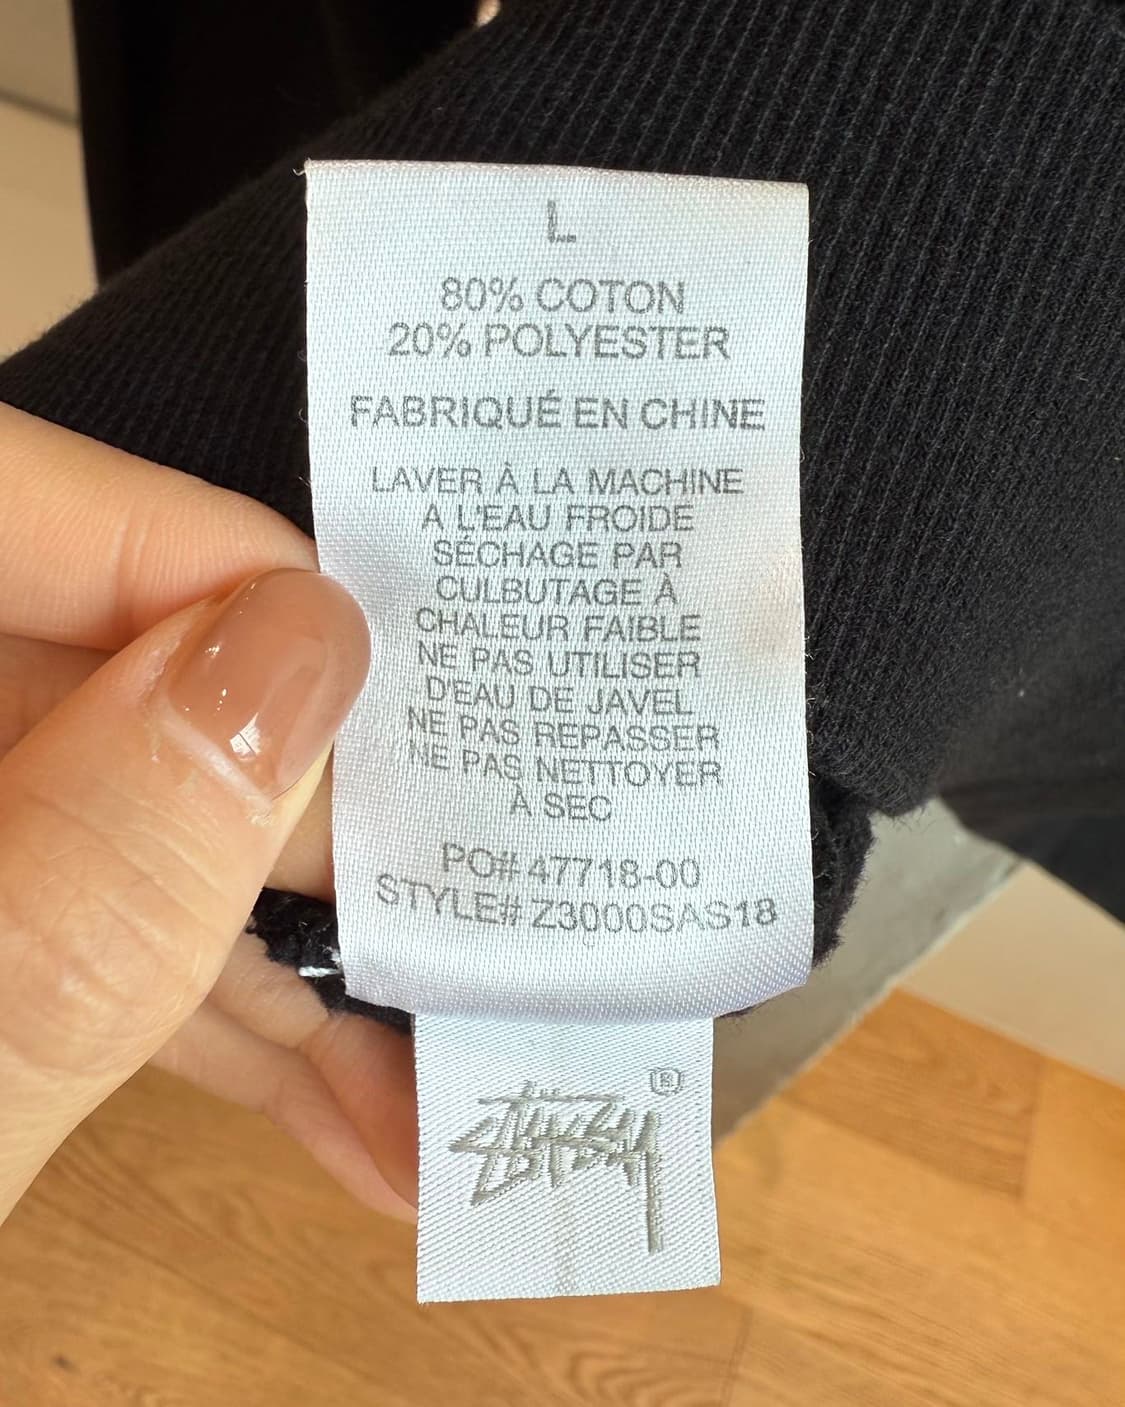 L
80% COTON
20% POLYESTER
FABRIQUÉ EN CHINE
LAVER À LA MACHINE
A L'EAU FROIDE
SÉCHAGE PAR
CULBUTAGE À
CHALEUR FAIBLE
NE PAS UTILISER
D'EAU DE JAVEL
NE PAS REPASSER
NE PAS NETTOYER
À SEC
PO# 47718-00
STYLE# Z3000SAS18
STÜSSY ®